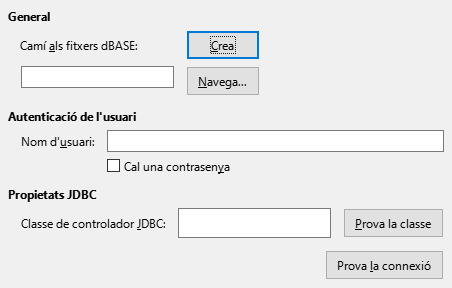 General
Camí als fitxers dBASE:
Crea
Navega...
Autenticació de l'usuari
Nom d'usuari:
Cal una contrasenya
Propietats JDBC
Classe de controlador JDBC:
Prova la classe
Prova la connexió